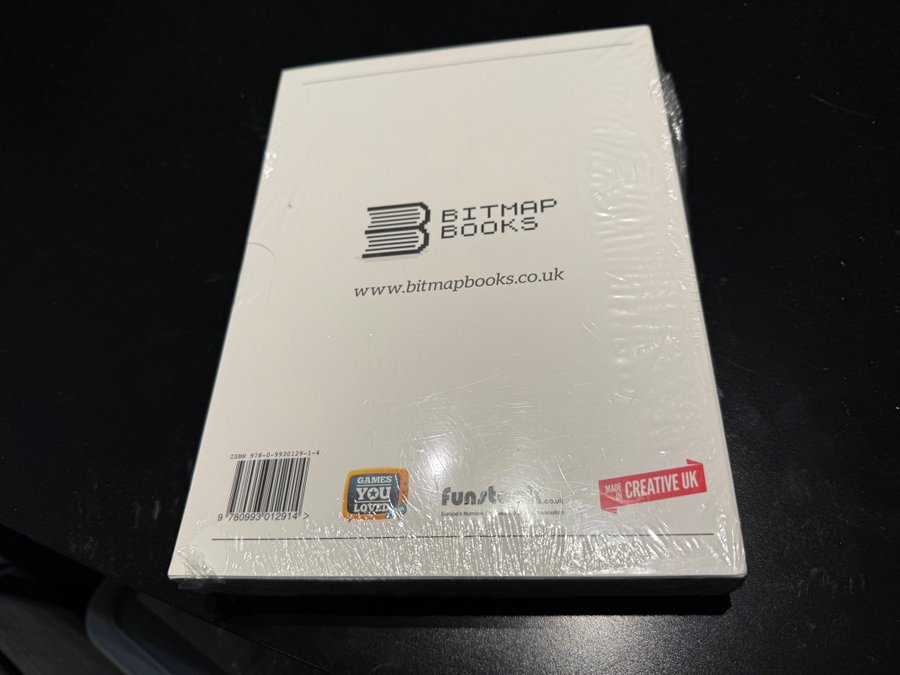 BITMAP
BOOKS
www.bitmapbooks.co.uk
ISBN 978-0-9930129-1-4
9 780993 012914 >
GAMES
YOU
LOVED
.co.uk
Europe's
MADE
IN
CREATIVE UK